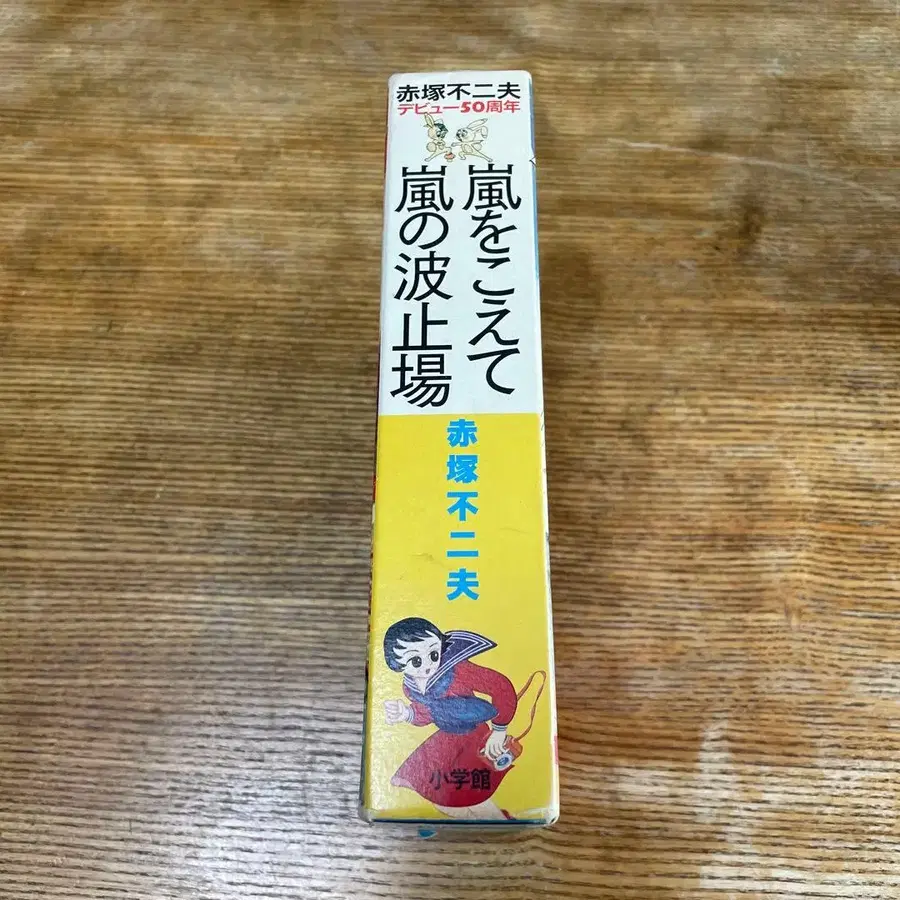 赤塚不二夫
デビュー50周年
嵐をこえて
嵐の波止場
赤塚不二夫
小学館